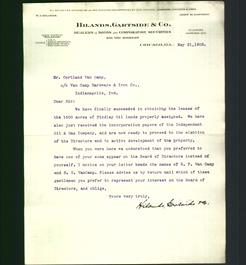 HILANDS, GARTSIDE & CO.
DEALERS IN BONDS AND CORPORATION SECURITIES
CHICAGO, ILL. May 21, 1902.
Mr. Cortland Van Camp,
c/o Van Camp Hardware & Iron Co.,
Indianapolis, Ind.
Dear Sir:
We have finally succeeded in obtaining the leases of
the 1600 acres of Findlay Oil lands properly assigned. We have
also just received the incorporation papers of the Independent
Oil & Gas Company, and are now ready to proceed to the election
of the Directors and to active development of the property.
When you were here we understood that you preferred to
have one of your sons appear on the Board of Directors instead of
yourself. I notice on your letter heads the names of R. P. Van Camp
and S. L. VanCamp. Please advise us by return mail which of these
gentlemen you prefer to represent your interest on the Board of
Directors, and oblige,
Yours very truly,